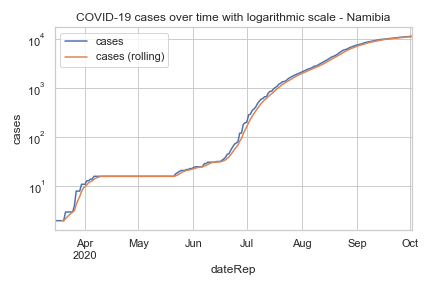 COVID-19 cases over time with logarithmic scale - Namibia
cases
cases (rolling)
10⁴
10³
10²
10¹
cases
Apr May Jun Jul Aug Sep Oct
2020
dateRep